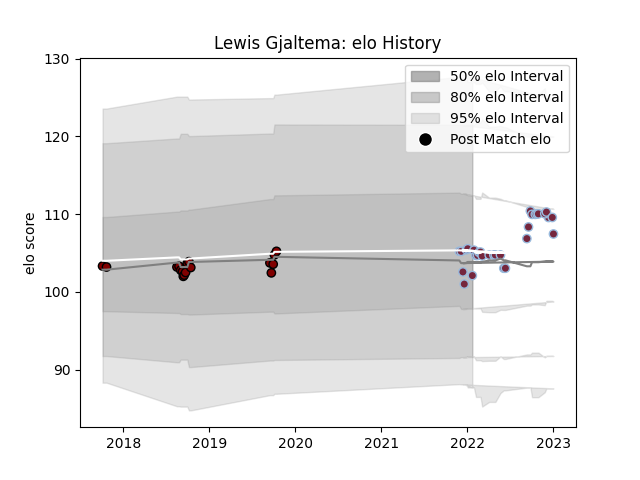 Lewis Gjaltema: elo History
130
120
110
100
90
elo score
50% elo Interval
80% elo Interval
95% elo Interval
Post Match elo
2018 2019 2020 2021 2022 2023